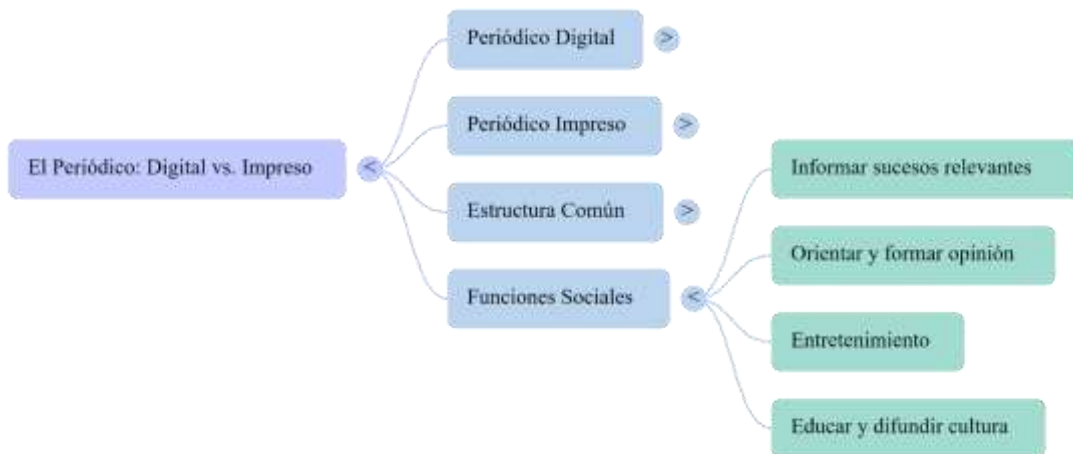 El Periódico: Digital vs. Impreso
Periódico Digital
>
Periódico Impreso
>
Estructura Común
>
Funciones Sociales
Informar sucesos relevantes
Orientar y formar opinión
Entretenimiento
Educar y difundir cultura